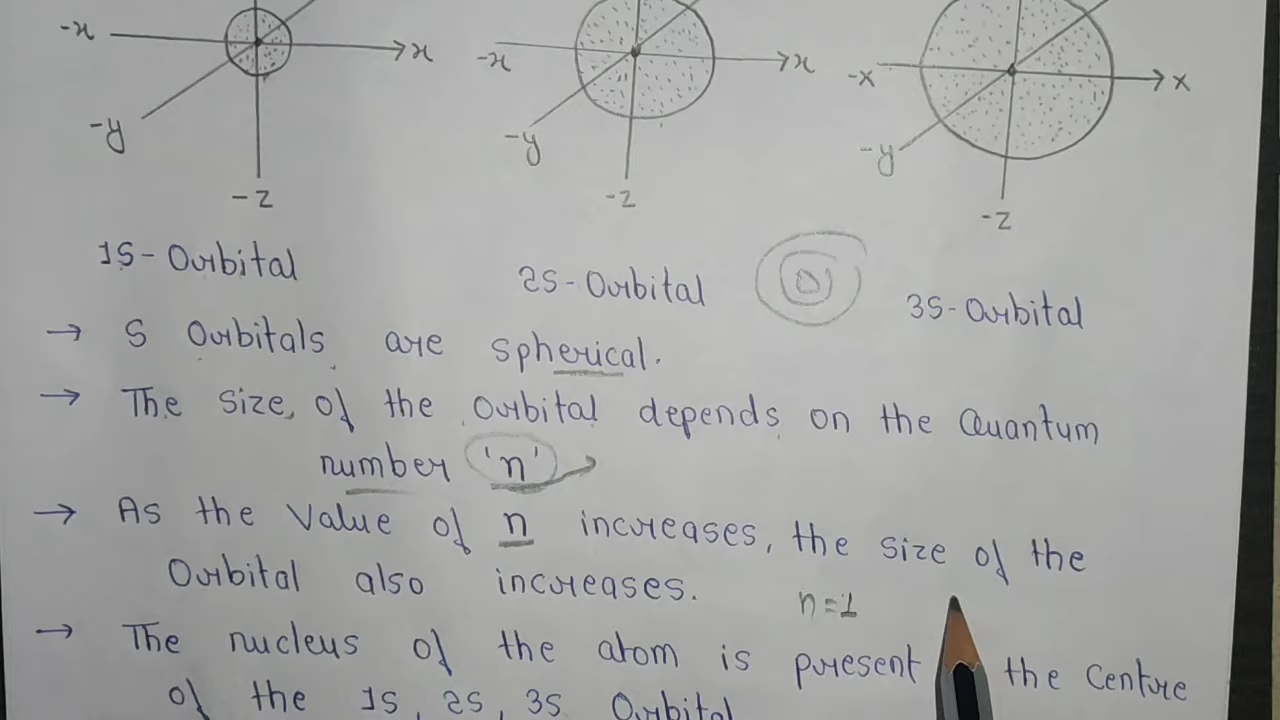 -x x -x x -x x
-y -y -y
-z -z -z
1S-Orbital 2S-Orbital 3S-Orbital
→ S Orbitals are spherical.
→ The Size of the Orbital depends on the Quantum
number 'n'
→ As the Value of n increases, the size of the
Orbital also increases.
n=1
→ The nucleus of the atom is present the Centre
of the 1S, 2S, 3S Orbital